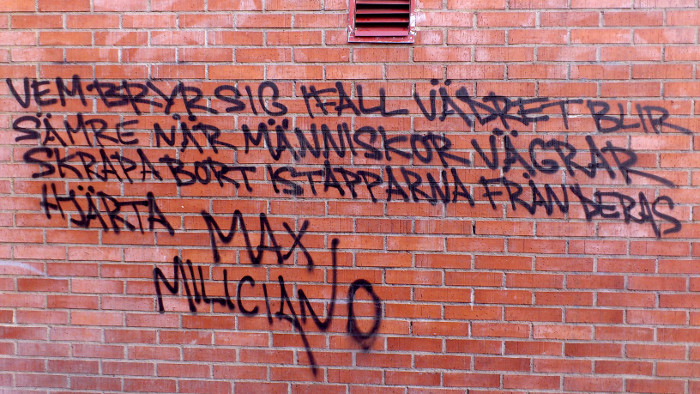 VEM BRYR SIG IFALL VÄDRET BLIR
SÄMRE NÄR MÄNNISKOR VÄGRAR
SKRAPA BORT ISTAPPARNA FRÅN DERAS
HJÄRTA MAX
MILICIANO